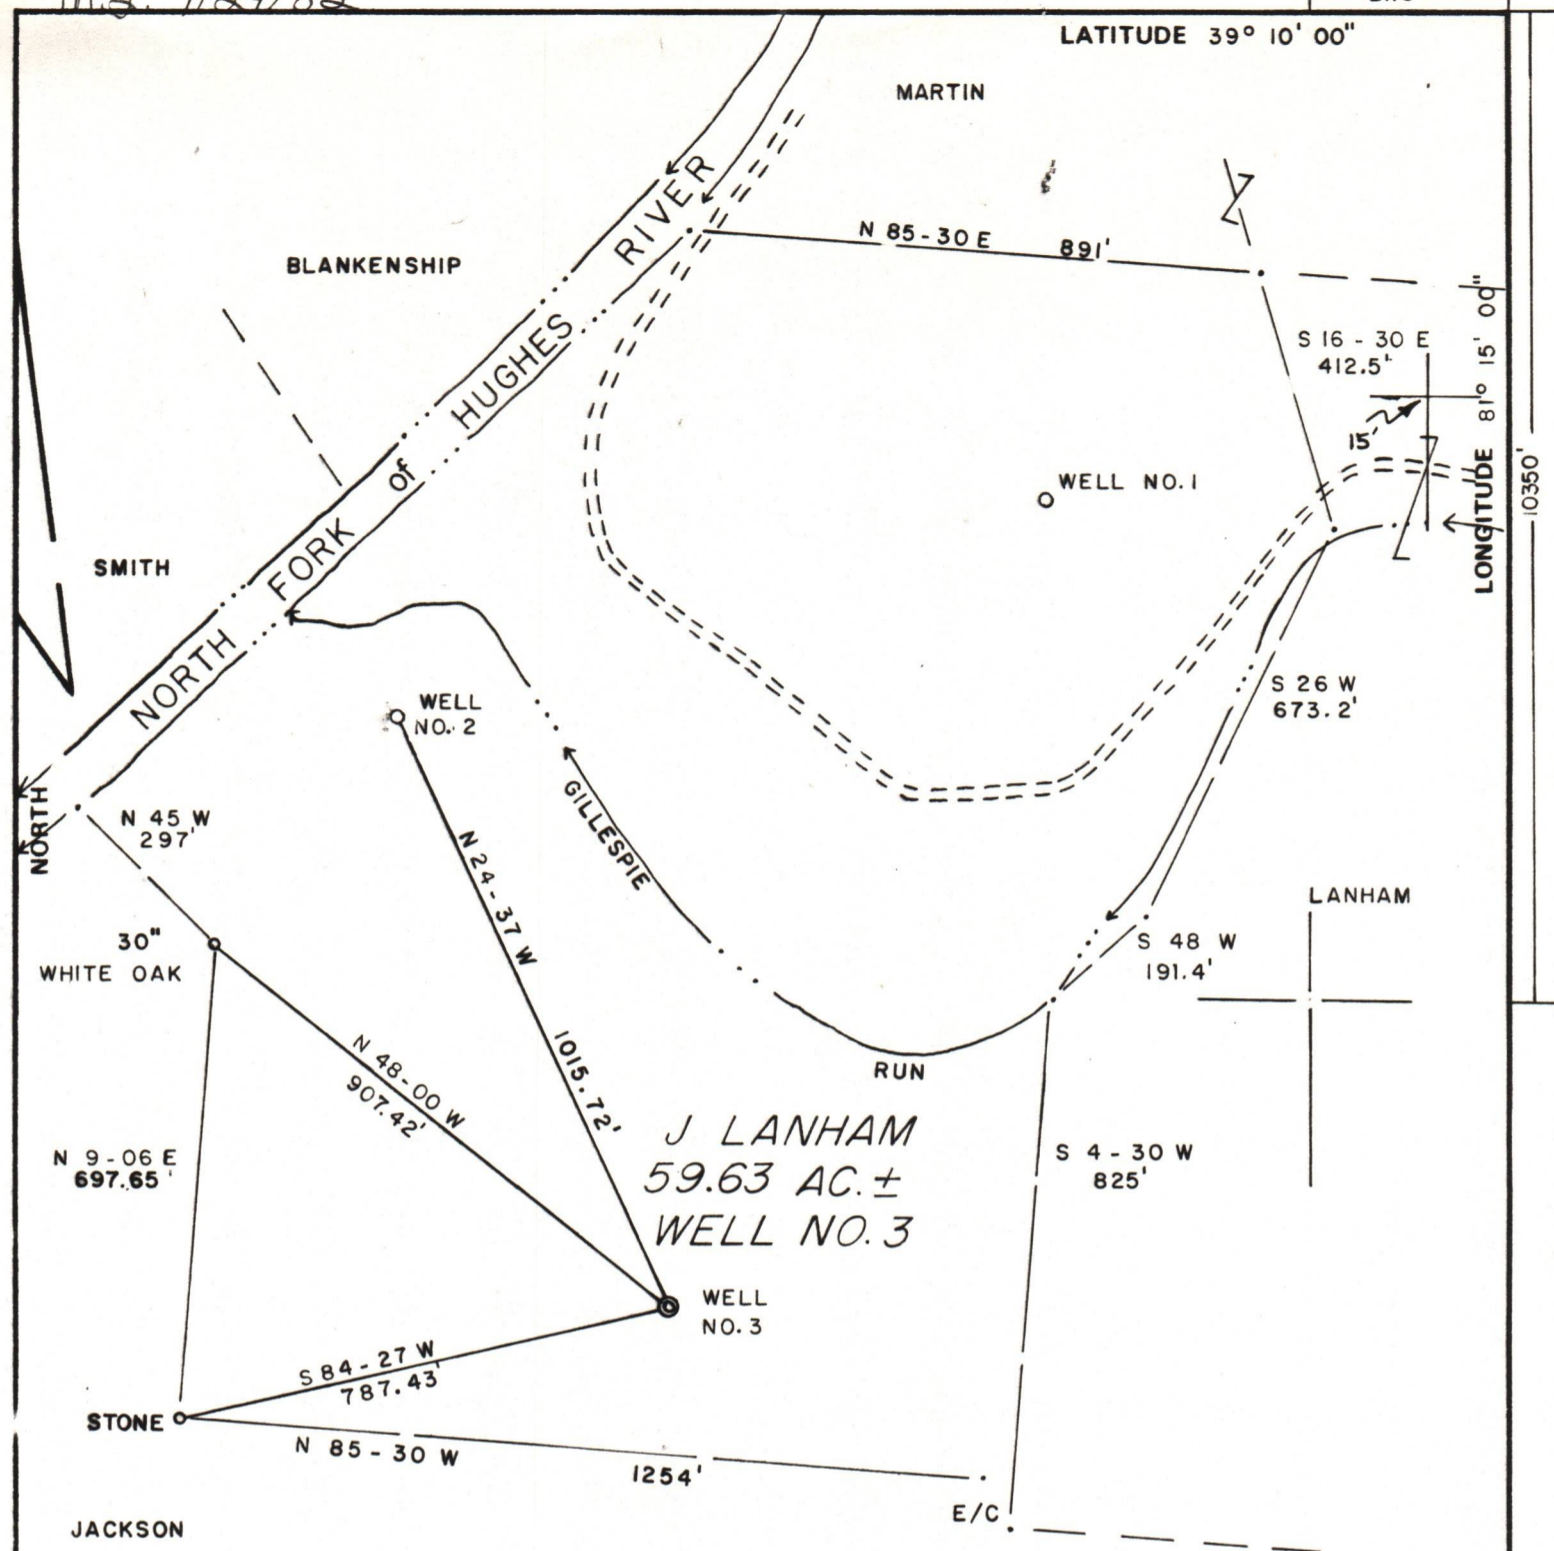 LATITUDE 39° 10' 00"
MARTIN
BLANKENSHIP
N 85-30 E 891'
S 16 - 30 E
412.5'
15'
LONGITUDE 81° 15' 00"
10350'
NORTH FORK of HUGHES RIVER
WELL NO. 1
SMITH
WELL
NO. 2
S 26 W
673.2'
NORTH
N 45 W
297'
GILLESPIE
RUN
N 24-37 W
1015.72'
LANHAM
30"
WHITE OAK
S 48 W
191.4'
N 48-00 W
907.42'
J LANHAM
59.63 AC. ±
WELL NO. 3
N 9-06 E
697.65'
S 4-30 W
825'
WELL
NO. 3
S 84-27 W
787.43'
STONE
N 85-30 W
1254'
E/C
JACKSON